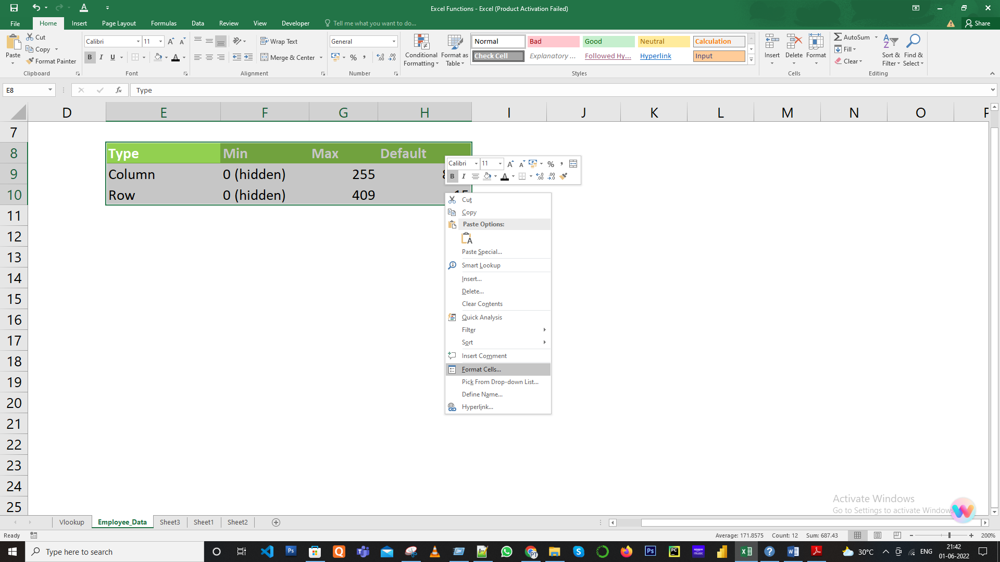 Excel Functions - Excel (Product Activation Failed)
File Home Insert Page Layout Formulas Data Review View Developer Tell me what you want to do... Share
Paste
Cut
Copy
Format Painter
Clipboard
Calibri 11
B I U
Font
Wrap Text
Merge & Center
Alignment
General
%
Number
Conditional Formatting
Format as Table
Normal Bad Good Neutral Calculation
Check Cell Explanatory ... Followed Hy... Hyperlink Input
Styles
Insert Delete Format
Cells
AutoSum
Fill
Clear
Sort & Filter
Find & Select
Editing
E8 fx Type
D E F G H I J K L M N O
7
8 Type Min Max Default
9 Column 0 (hidden) 255
10 Row 0 (hidden) 409 15
11
12
13
14
15
16
17
18
19
20
21
22
23
24
25
Calibri 11 %
B I
Cut
Copy
Paste Options:
Paste Special...
Smart Lookup
Insert...
Delete...
Clear Contents
Quick Analysis
Filter
Sort
Insert Comment
Format Cells...
Pick From Drop-down List...
Define Name...
Hyperlink...
Activate Windows
Go to Settings to activate Windows
Vlookup Employee_Data Sheet3 Sheet1 Sheet2
Ready Average: 171.8575 Count: 12 Sum: 687.43 200%
Type here to search
30°C ENG 21:42
01-06-2022